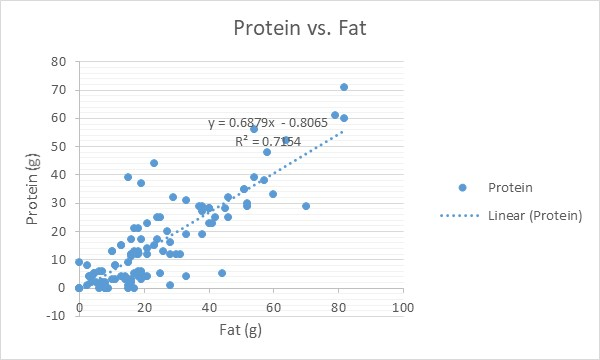 Protein vs. Fat
80
70
60
50
40
30
20
10
0
-10
Protein (g)
y = 0.6879x - 0.8065
R² = 0.7154
0 20 40 60 80 100
Fat (g)
Protein
Linear (Protein)